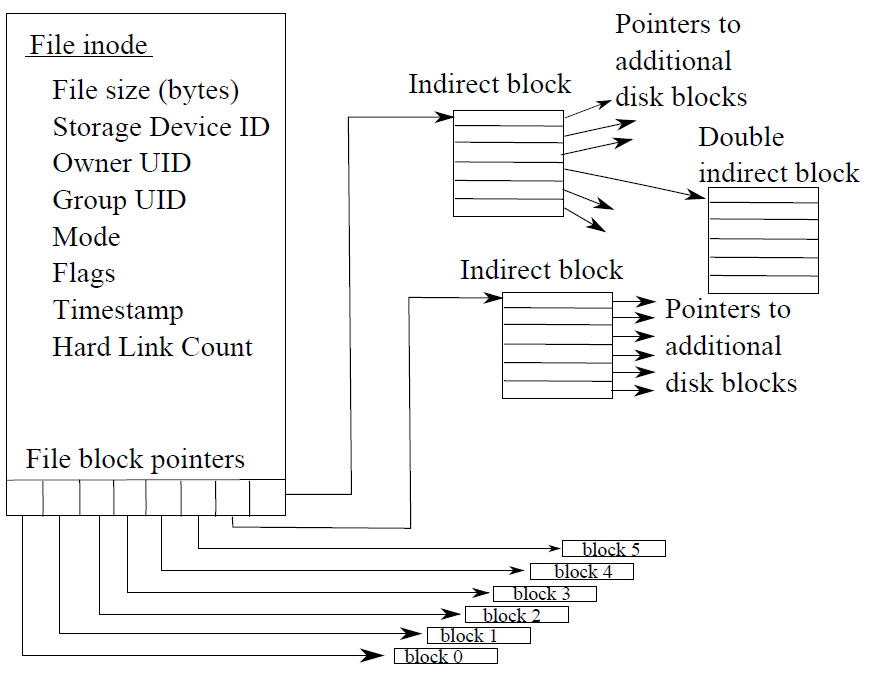 File inode
File size (bytes)
Storage Device ID
Owner UID
Group UID
Mode
Flags
Timestamp
Hard Link Count
File block pointers
Indirect block
Pointers to
additional
disk blocks
Double
indirect block
Indirect block
Pointers to
additional
disk blocks
block 5
block 4
block 3
block 2
block 1
block 0